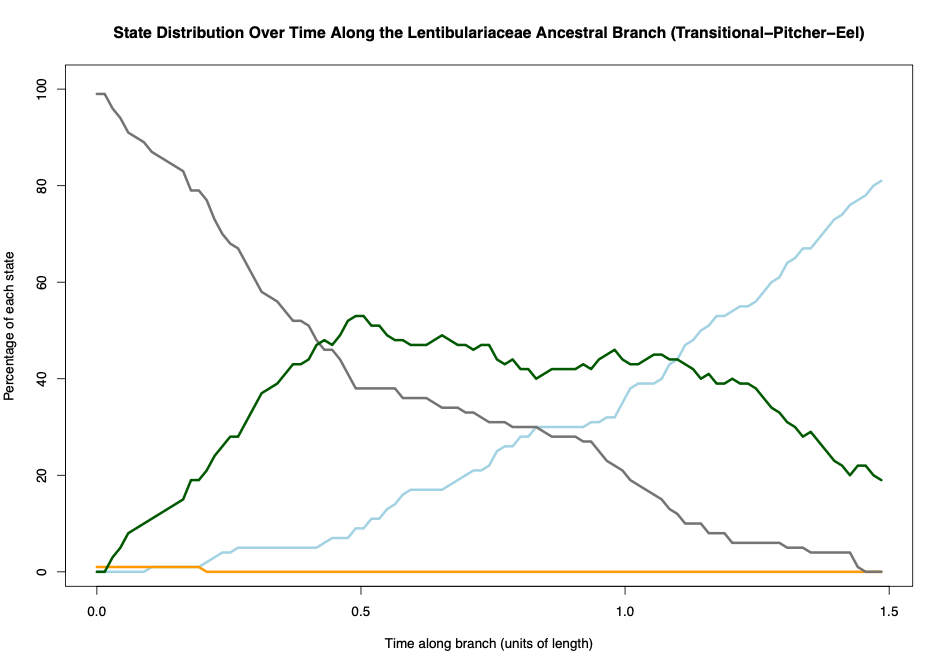 State Distribution Over Time Along the Lentibulariaceae Ancestral Branch (Transitional−Pitcher−Eel)
Percentage of each state
100
80
60
40
20
0
0.0 0.5 1.0 1.5
Time along branch (units of length)